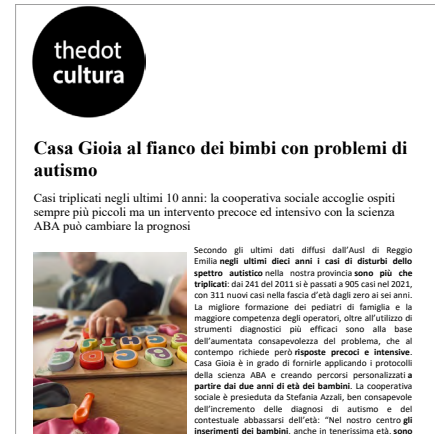 thedot
cultura
Casa Gioia al fianco dei bimbi con problemi di
autismo
Casi triplicati negli ultimi 10 anni: la cooperativa sociale accoglie ospiti
sempre più piccoli ma un intervento precoce ed intensivo con la scienza
ABA può cambiare la prognosi
Secondo gli ultimi dati diffusi dall'Ausl di Reggio
Emilia negli ultimi dieci anni i casi di disturbi dello
spettro autistico nella nostra provincia sono più che
triplicati: dai 241 del 2011 si è passati a 905 casi nel 2021,
con 311 nuovi casi nella fascia d'età dagli zero ai sei anni.
La migliore formazione dei pediatri di famiglia e la
maggiore competenza degli operatori, oltre all'utilizzo di
strumenti diagnostici più efficaci sono alla base
dell'aumentata consapevolezza del problema, che al
contempo richiede però risposte precoci e intensive.
Casa Gioia è in grado di fornirle applicando i protocolli
della scienza ABA e creando percorsi personalizzati a
partire dai due anni di età dei bambini. La cooperativa
sociale è presieduta da Stefania Azzali, ben consapevole
dell'incremento delle diagnosi di autismo e del
contestuale abbassarsi dell'età: "Nel nostro centro gli
inserimenti dei bambini, anche in tenerissima età, sono